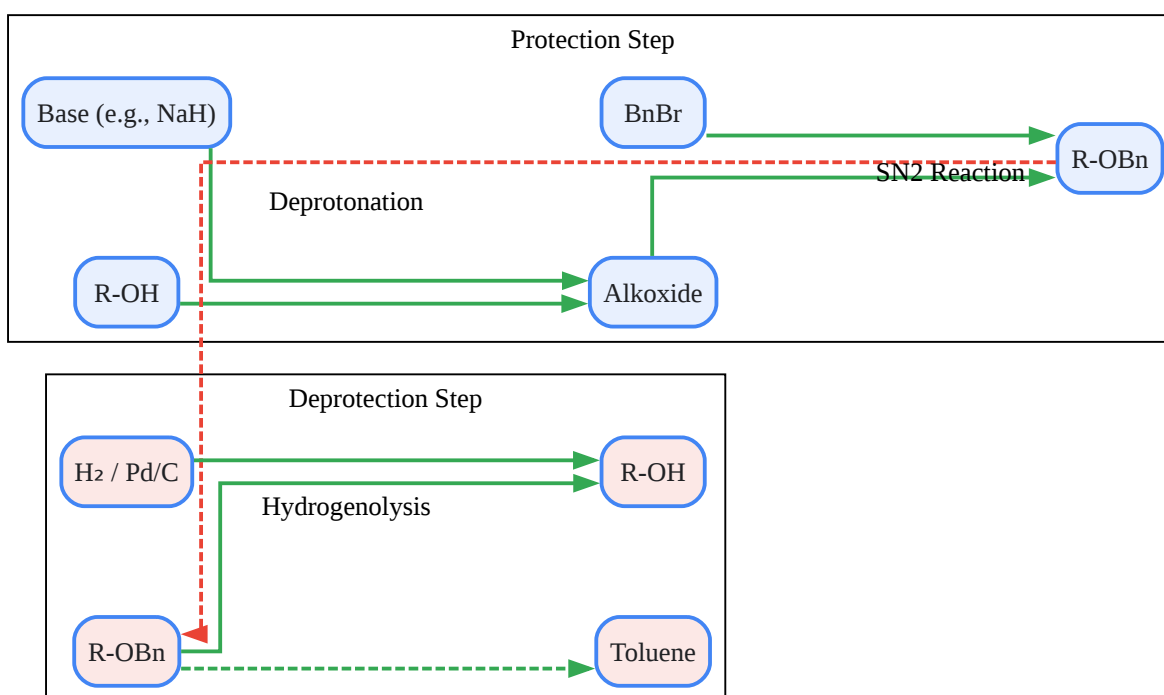 Protection Step
Base (e.g., NaH)
BnBr
R-OBn
SN2 Reaction
Deprotonation
R-OH
Alkoxide
Deprotection Step
H₂ / Pd/C
R-OH
Hydrogenolysis
R-OBn
Toluene